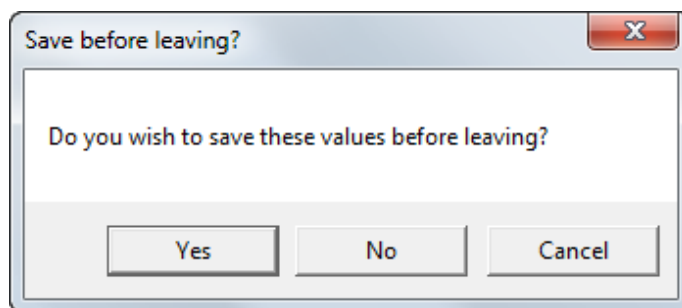 Save before leaving?
Do you wish to save these values before leaving?
Yes No Cancel